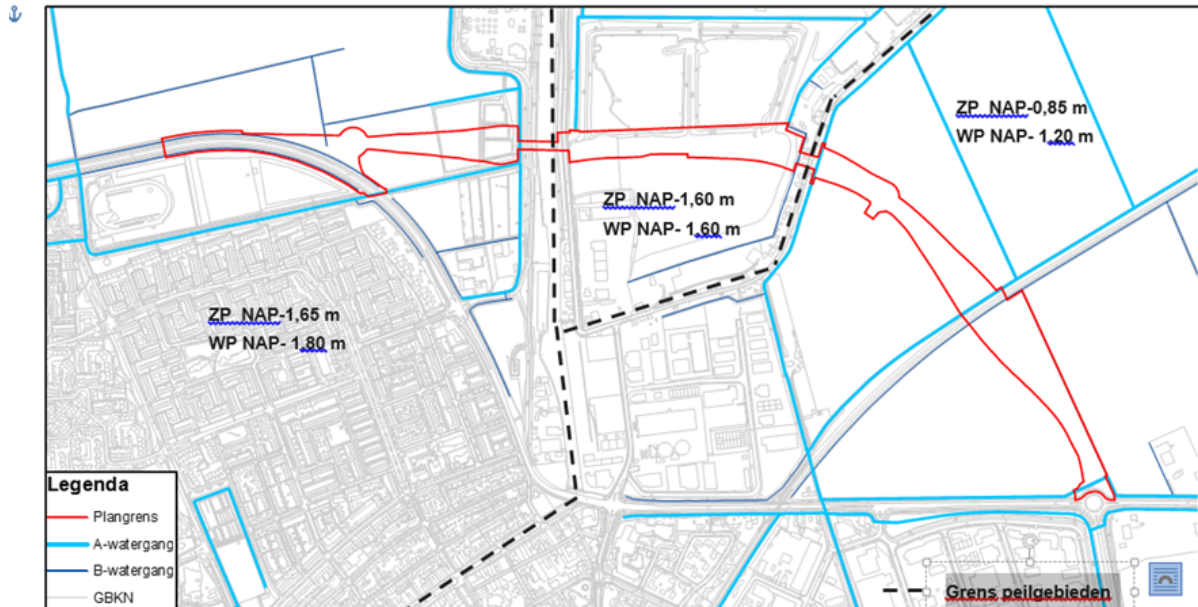 ZP NAP-0,85 m
WP NAP- 1,20 m
ZP NAP-1,60 m
WP NAP- 1,60 m
ZP NAP-1,65 m
WP NAP- 1,80 m
Legenda
Plangrens
A-watergang
B-watergang
GBKN
Grens peilgebieden